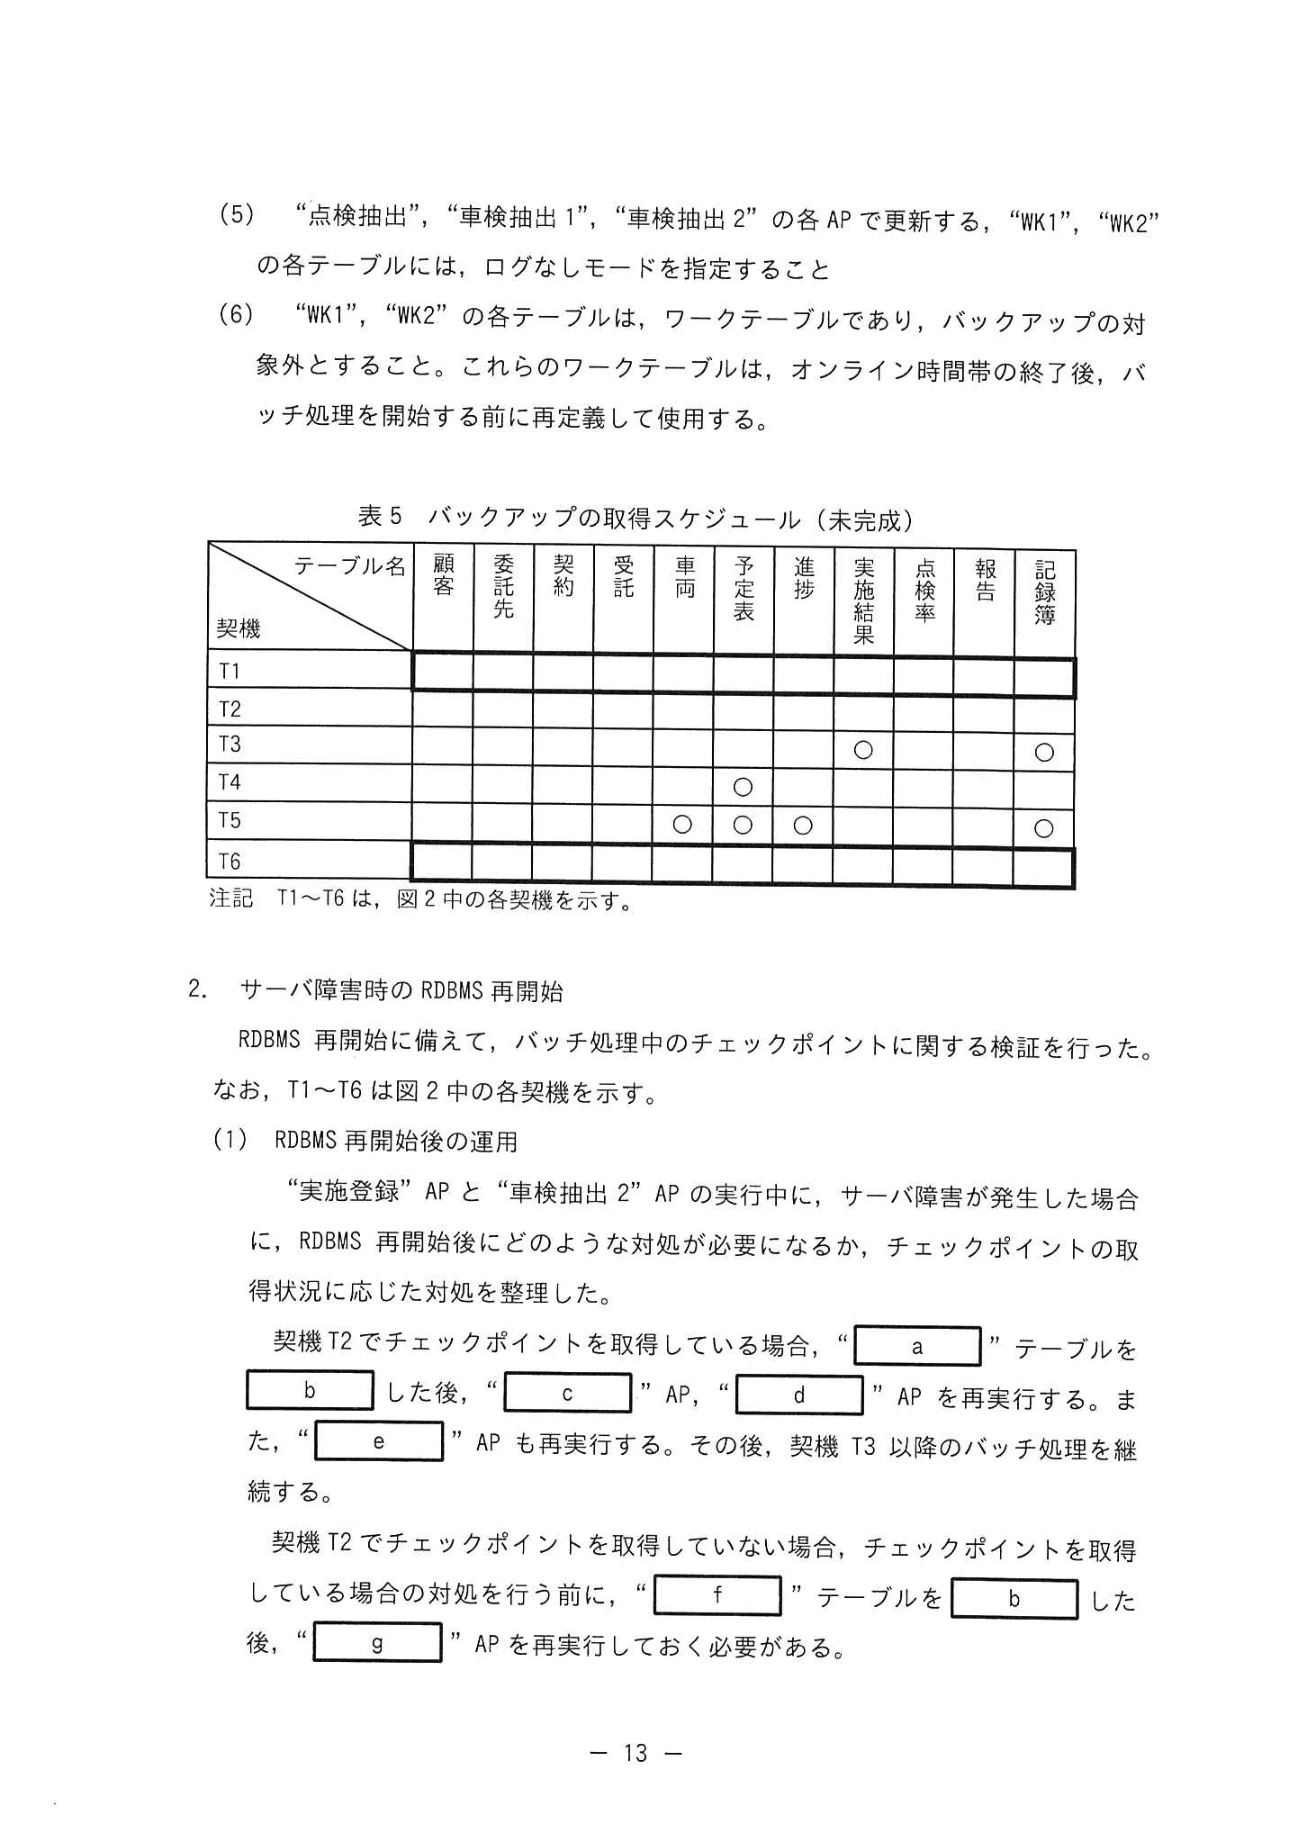 (5) “点検抽出”，“車検抽出 1”，“車検抽出 2” の各 AP で更新する，“WK1”，“WK2”
の各テーブルには，ログなしモードを指定すること
(6) “WK1”，“WK2” の各テーブルは，ワークテーブルであり，バックアップの対
象外とすること。これらのワークテーブルは，オンライン時間帯の終了後，バ
ッチ処理を開始する前に再定義して使用する。
表 5 バックアップの取得スケジュール（未完成）
テーブル名 顧客 委託先 契約 受託 車両 予定表 進捗 実施結果 点検率 報告 記録簿
契機
T1
T2
T3 ○ ○
T4 ○
T5 ○ ○ ○ ○
T6
注記 T1～T6 は，図 2 中の各契機を示す。
2. サーバ障害時の RDBMS 再開始
RDBMS 再開始に備えて，バッチ処理中のチェックポイントに関する検証を行った。
なお，T1～T6 は図 2 中の各契機を示す。
(1) RDBMS 再開始後の運用
“実施登録” AP と “車検抽出 2” AP の実行中に，サーバ障害が発生した場合
に，RDBMS 再開始後にどのような対処が必要になるか，チェックポイントの取
得状況に応じた対処を整理した。
契機 T2 でチェックポイントを取得している場合，“ a ” テーブルを
b した後，“ c ” AP，“ d ” AP を再実行する。ま
た，“ e ” AP も再実行する。その後，契機 T3 以降のバッチ処理を継
続する。
契機 T2 でチェックポイントを取得していない場合，チェックポイントを取得
している場合の対処を行う前に，“ f ” テーブルを b した
後，“ g ” AP を再実行しておく必要がある。
－ 13 －